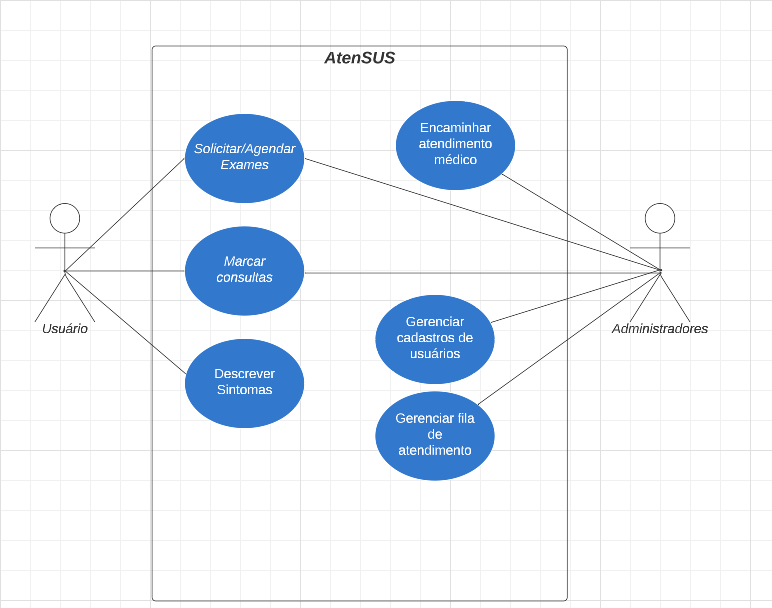 AtenSUS
Solicitar/Agendar
Exames
Encaminhar
atendimento
médico
Marcar
consultas
Usuário
Gerenciar
cadastros de
usuários
Administradores
Descrever
Sintomas
Gerenciar fila
de
atendimento